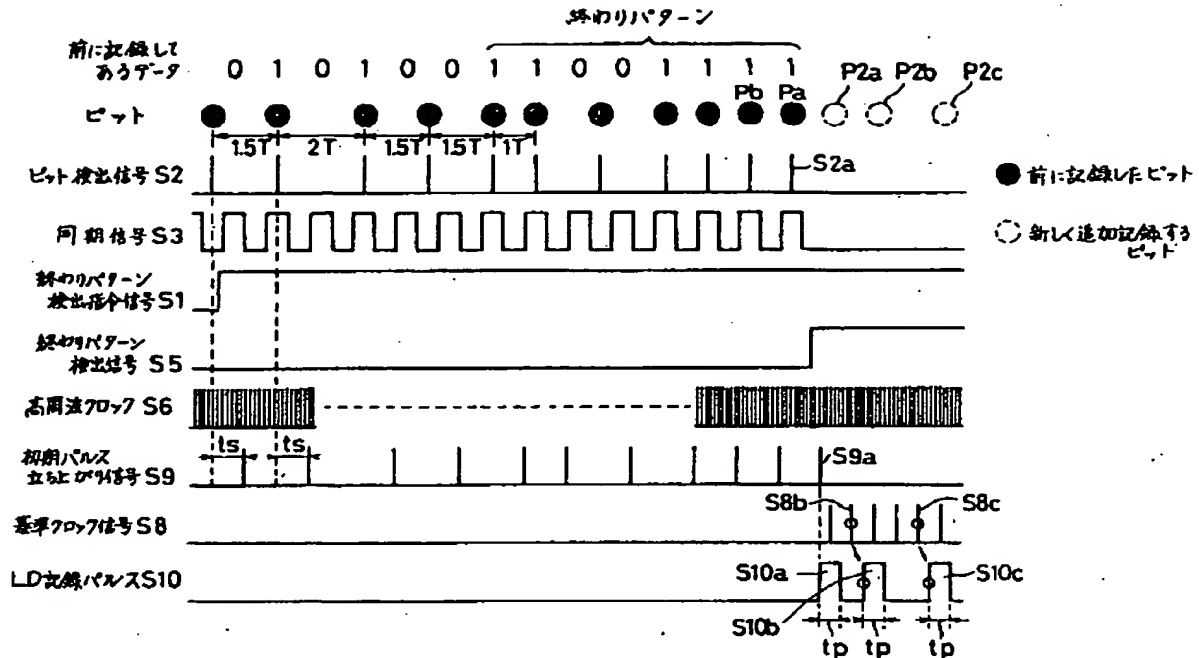 終わりパターン
前に記録して
あるデータ
0 1 0 1 0 0 1 1 0 0 1 1 1 1
Pb Pa P2a P2b P2c
ピット
1.5T 2T 1.5T 1.5T 1T
ピット検出信号 S2
S2a
● 前に記録したピット
同期信号 S3
新しく追加記録する
ピット
終わりパターン
検出指令信号 S1
終わりパターン
検出信号 S5
高周波クロック S6
ts ts
初期パルス
立ち上がり信号 S9
S9a
S8b S8c
基準クロック信号 S8
LD記録パルス S10
S10a S10c
S10b
tp tp tp